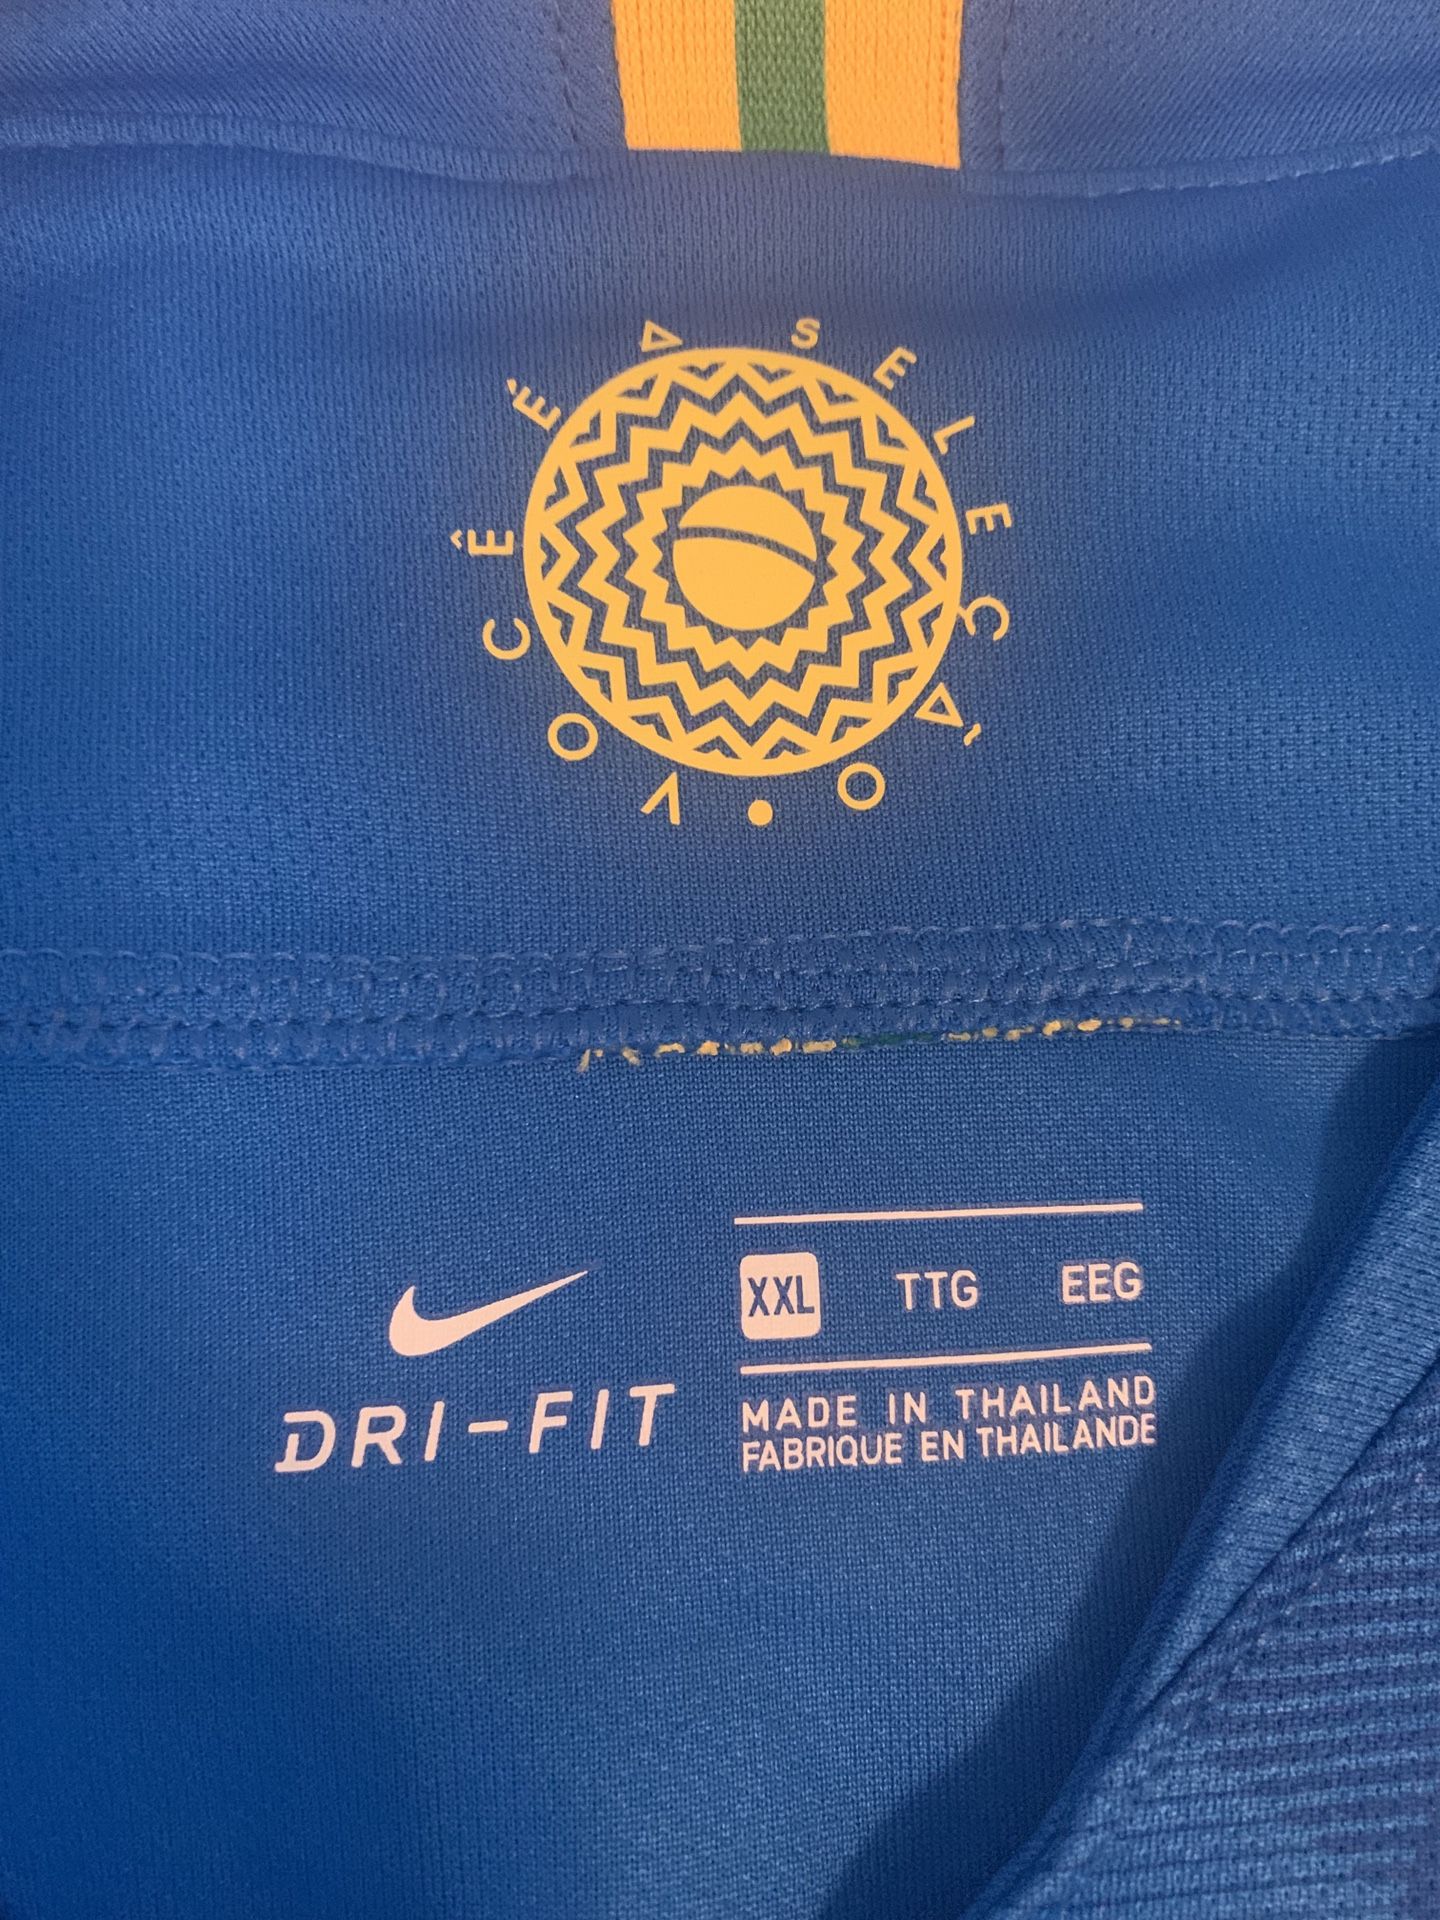 VOCÊ É A SELEÇÃO •
XXL TTG EEG
DRI-FIT
MADE IN THAILAND
FABRIQUE EN THAILANDE